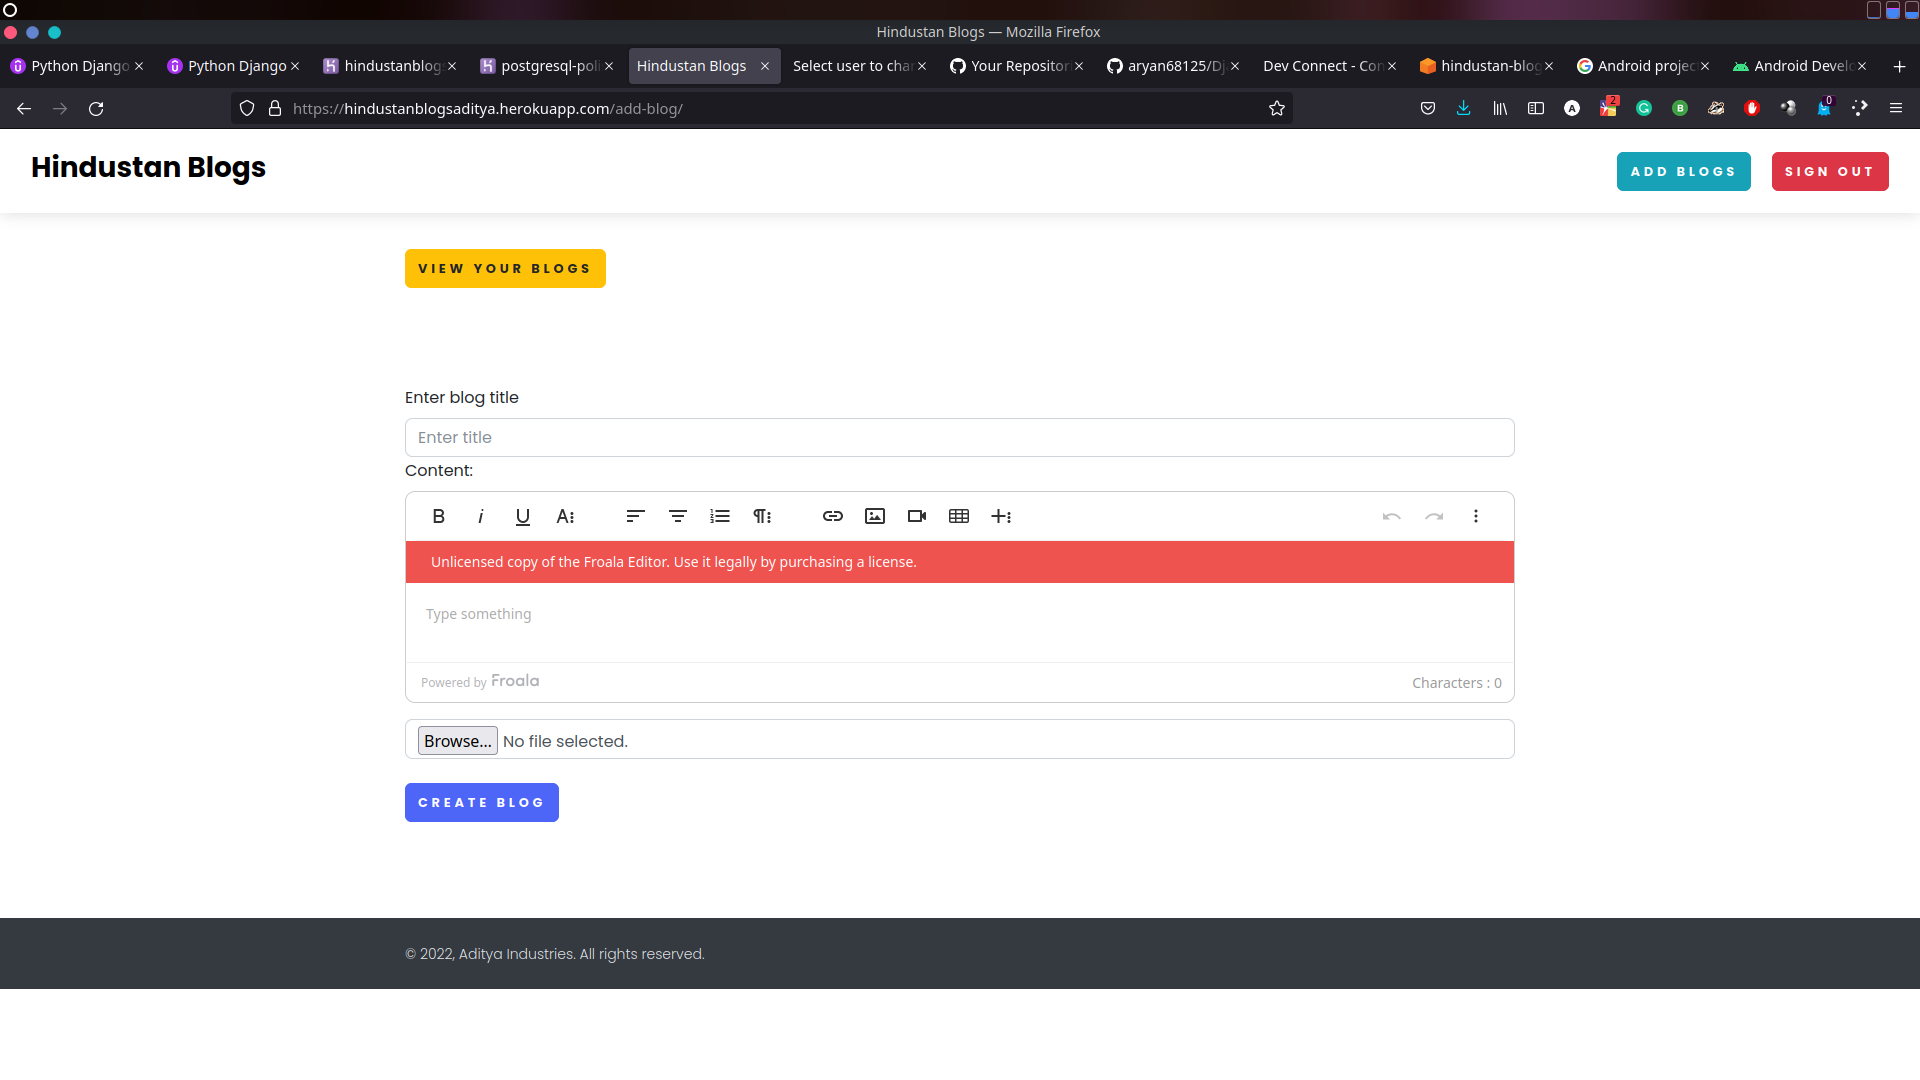 Hindustan Blogs — Mozilla Firefox
Python Django
Python Django
hindustanblog
postgresql-poli
Hindustan Blogs
Select user to char
Your Repositor
aryan68125/Dj
Dev Connect - Con
hindustan-blog
Android projec
Android Develo
https://hindustanblogsaditya.herokuapp.com/add-blog/
2
0
Hindustan Blogs
ADD BLOGS
SIGN OUT
VIEW YOUR BLOGS
Enter blog title
Enter title
Content:
Unlicensed copy of the Froala Editor. Use it legally by purchasing a license.
Type something
Powered by Froala
Characters : 0
Browse... No file selected.
CREATE BLOG
© 2022, Aditya Industries. All rights reserved.